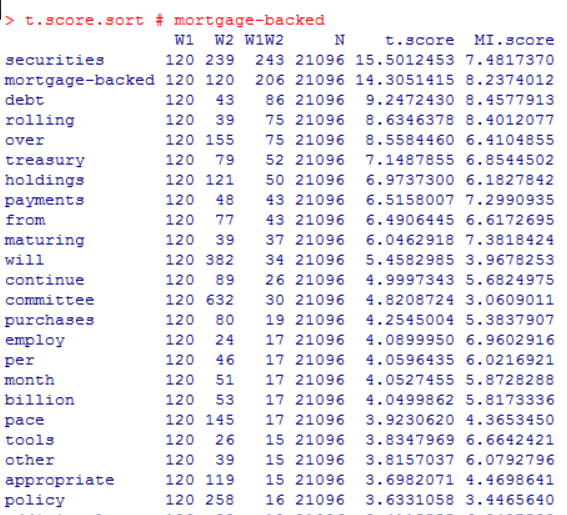 > t.score.sort # mortgage-backed
W1 W2 W1W2 N t.score MI.score
securities 120 239 243 21096 15.5012453 7.4817370
mortgage-backed 120 120 206 21096 14.3051415 8.2374012
debt 120 43 86 21096 9.2472430 8.4577913
rolling 120 39 75 21096 8.6346378 8.4012077
over 120 155 75 21096 8.5584460 6.4104855
treasury 120 79 52 21096 7.1487855 6.8544502
holdings 120 121 50 21096 6.9737300 6.1827842
payments 120 48 43 21096 6.5158007 7.2990935
from 120 77 43 21096 6.4906445 6.6172695
maturing 120 39 37 21096 6.0462918 7.3818424
will 120 382 34 21096 5.4582985 3.9678253
continue 120 89 26 21096 4.9997343 5.6824975
committee 120 632 30 21096 4.8208724 3.0609011
purchases 120 80 19 21096 4.2545004 5.3837907
employ 120 24 17 21096 4.0899950 6.9602916
per 120 46 17 21096 4.0596435 6.0216921
month 120 51 17 21096 4.0527455 5.8728288
billion 120 53 17 21096 4.0499862 5.8173336
pace 120 145 17 21096 3.9230620 4.3653450
tools 120 26 15 21096 3.8347969 6.6642421
other 120 39 15 21096 3.8157037 6.0792796
appropriate 120 119 15 21096 3.6982071 4.4698641
policy 120 258 16 21096 3.6331058 3.4465640